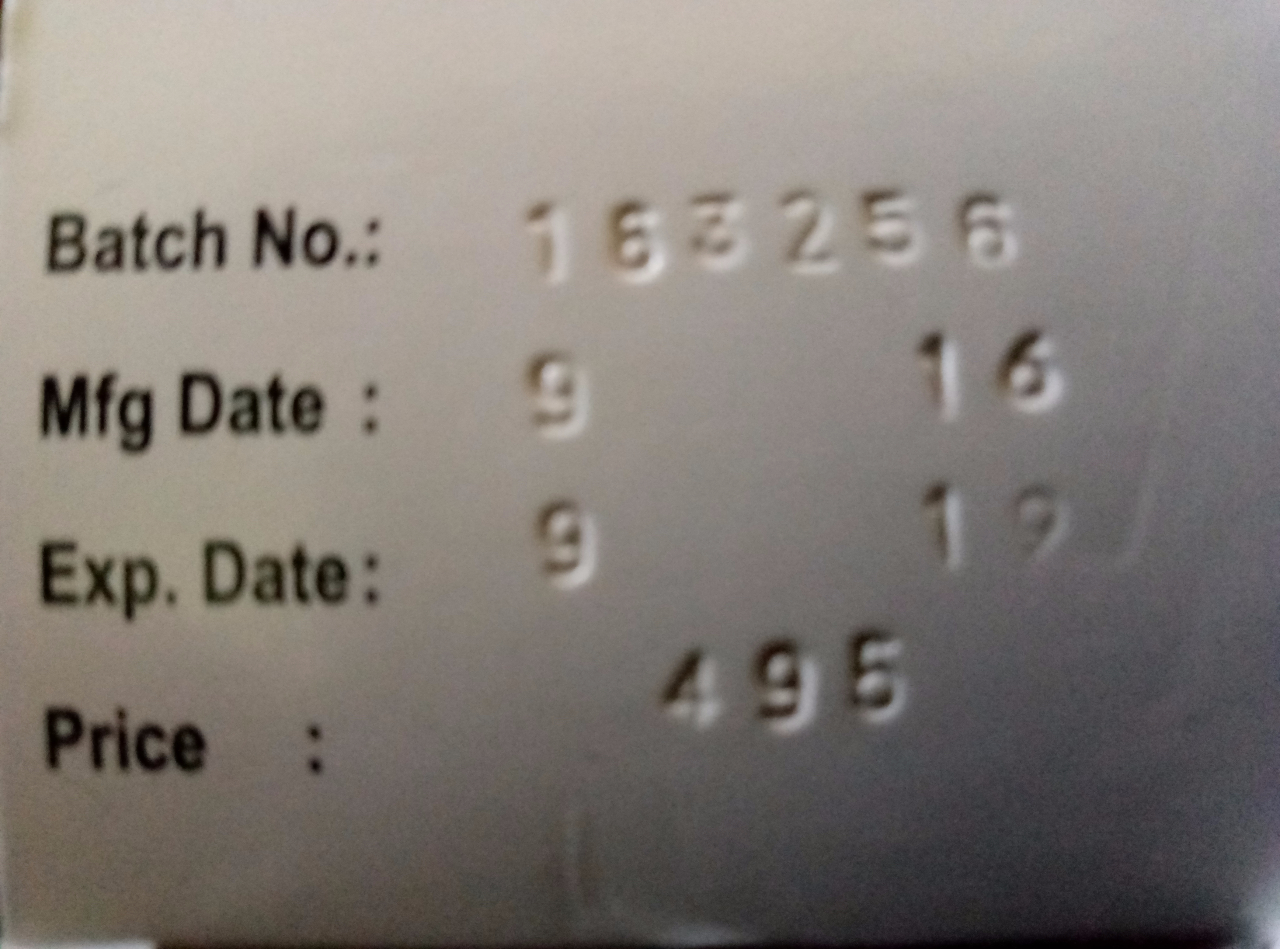 Batch No.: 163256
Mfg Date : 9 16
Exp. Date: 9 19
Price : 495